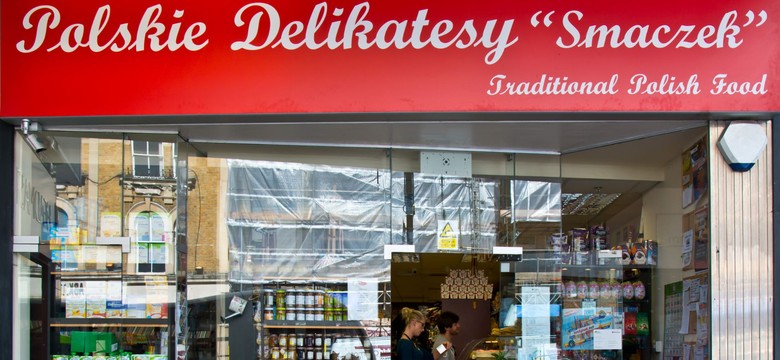 Polskie Delikatesy “Smaczek”
Traditional Polish Food